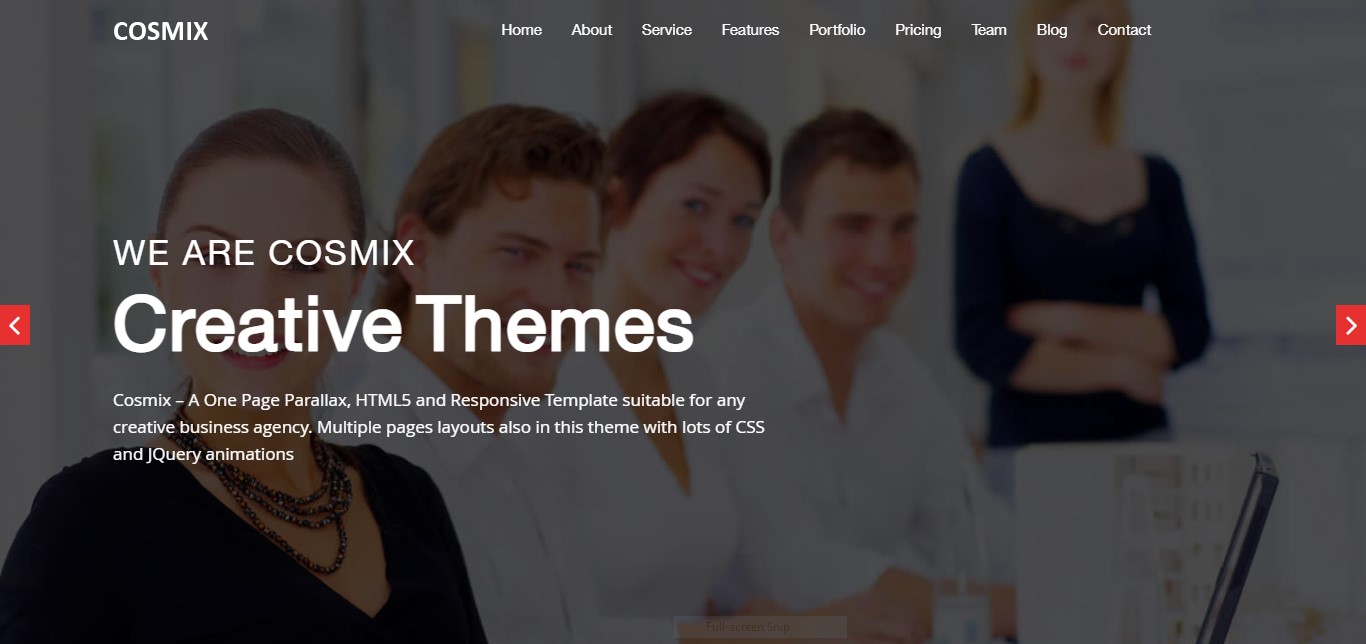 COSMIX
Home About Service Features Portfolio Pricing Team Blog Contact
WE ARE COSMIX
Creative Themes
Cosmix – A One Page Parallax, HTML5 and Responsive Template suitable for any
creative business agency. Multiple pages layouts also in this theme with lots of CSS
and JQuery animations
Full-screen Snip